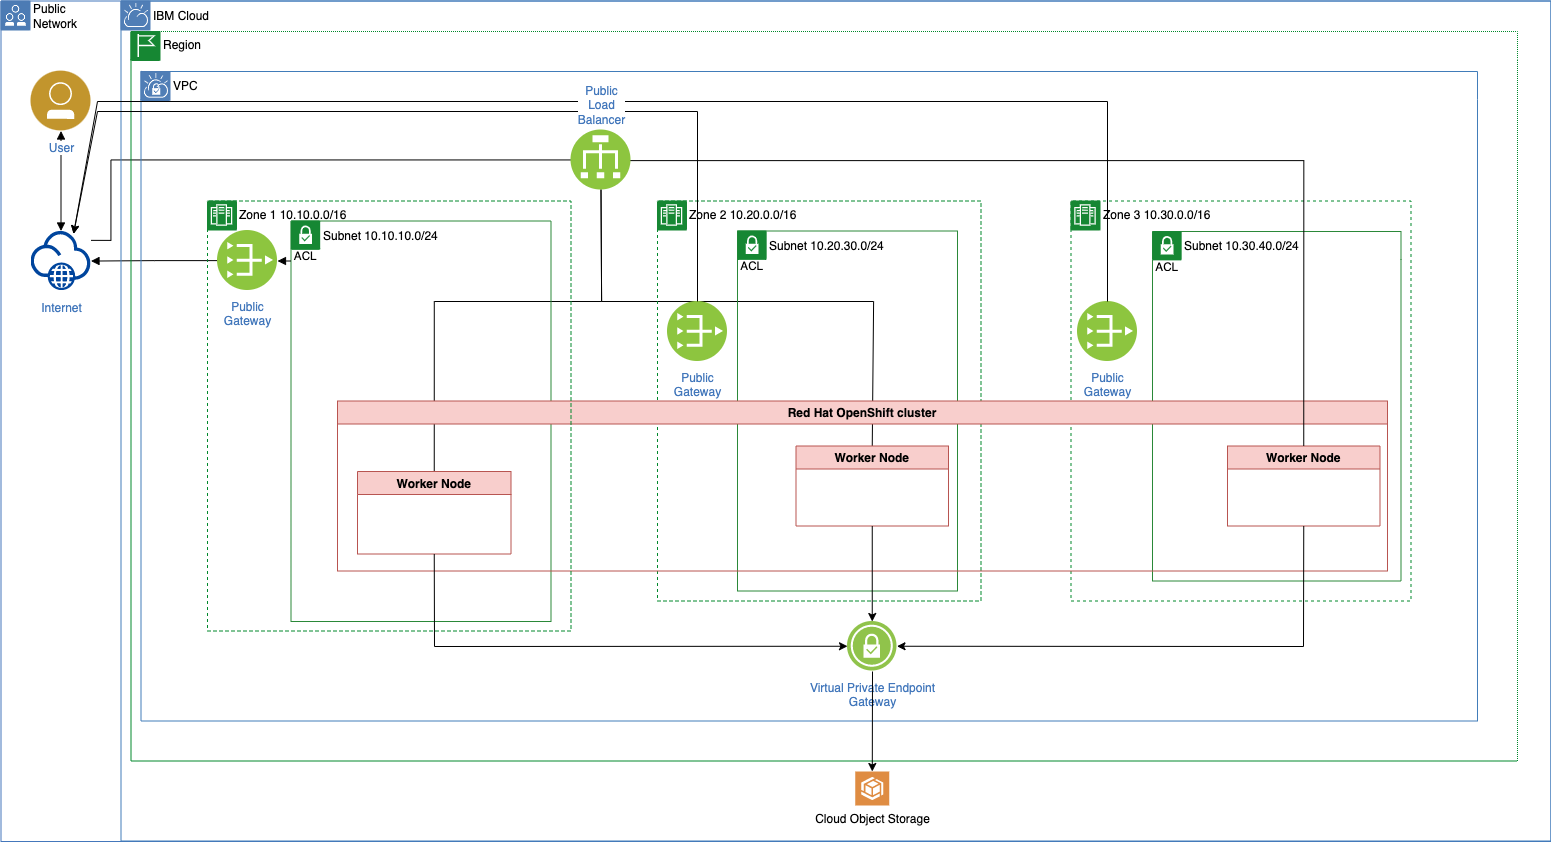 Public
Network
IBM Cloud
Region
VPC
Public
Load
Balancer
User
Internet
Zone 1 10.10.0.0/16
Subnet 10.10.10.0/24
ACL
Public
Gateway
Zone 2 10.20.0.0/16
Subnet 10.20.30.0/24
ACL
Public
Gateway
Zone 3 10.30.0.0/16
Subnet 10.30.40.0/24
ACL
Public
Gateway
Red Hat OpenShift cluster
Worker Node
Worker Node
Worker Node
Virtual Private Endpoint
Gateway
Cloud Object Storage